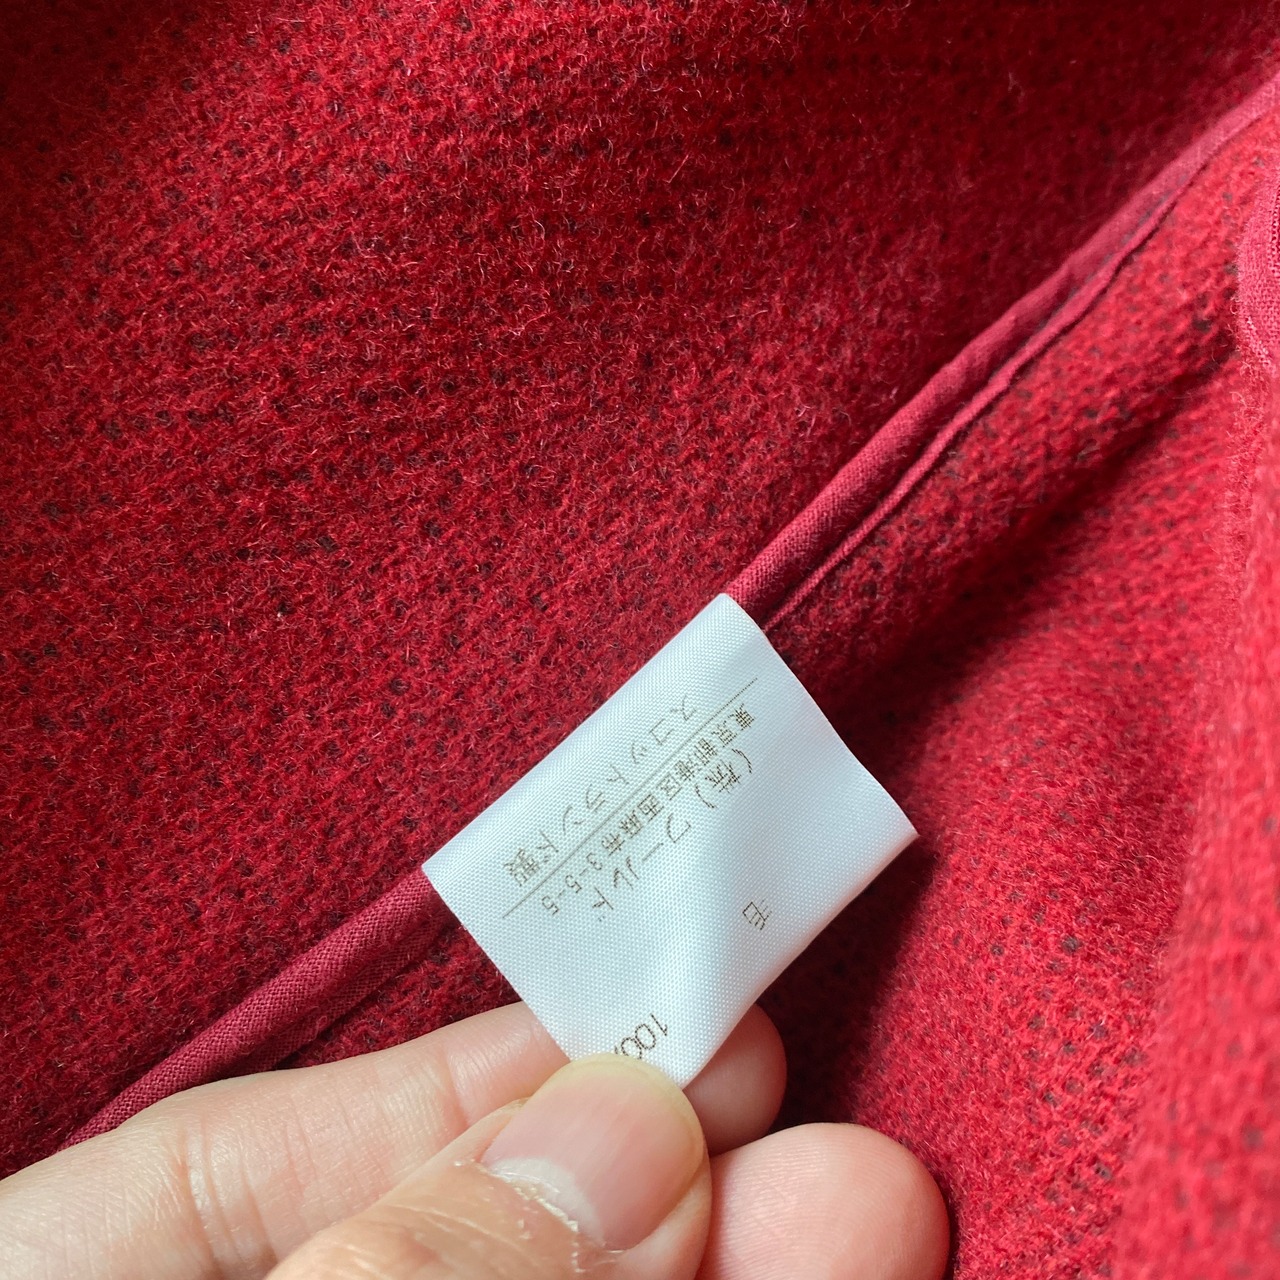 毛 100
(株)ワールド
東京都港区西麻布3-5-5
スコットランド製